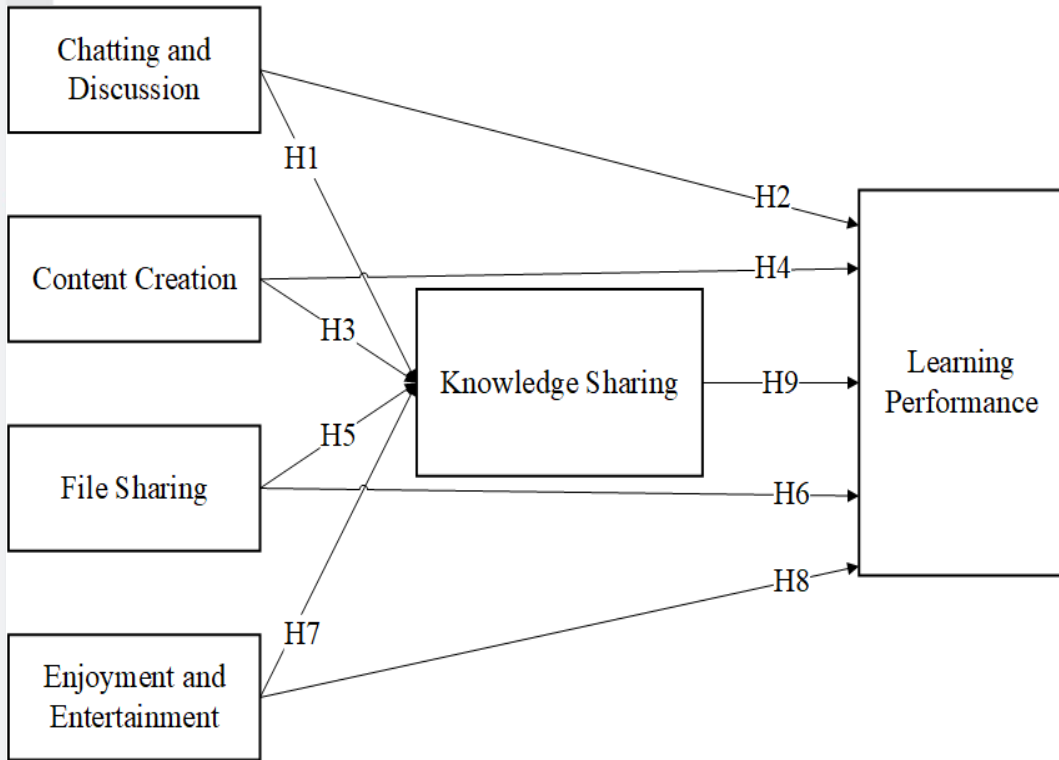 Chatting and
Discussion
H1
H2
Content Creation
H4
H3
Knowledge Sharing
H9
Learning
Performance
H5
File Sharing
H6
H8
H7
Enjoyment and
Entertainment